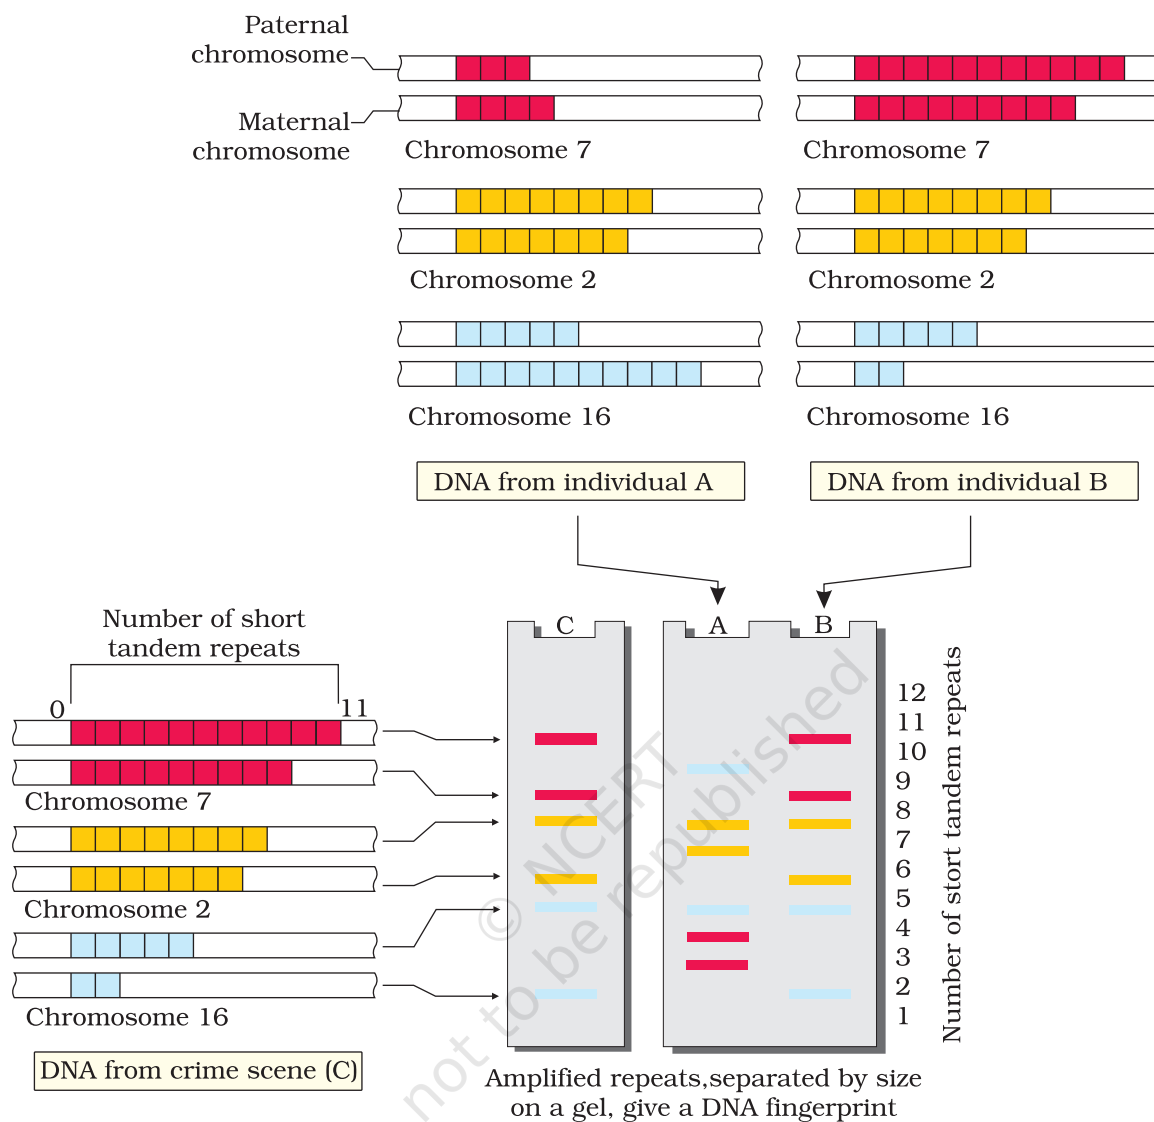 Paternal
chromosome
Maternal
chromosome
Chromosome 7
Chromosome 7
Chromosome 2
Chromosome 2
Chromosome 16
Chromosome 16
DNA from individual A
DNA from individual B
Number of short
tandem repeats
0
11
Chromosome 7
Chromosome 2
Chromosome 16
DNA from crime scene (C)
C
A
B
12
11
10
9
8
7
6
5
4
3
2
1
Number of stort tandem repeats
© NCERT
not to be republished
Amplified repeats,separated by size
on a gel, give a DNA fingerprint